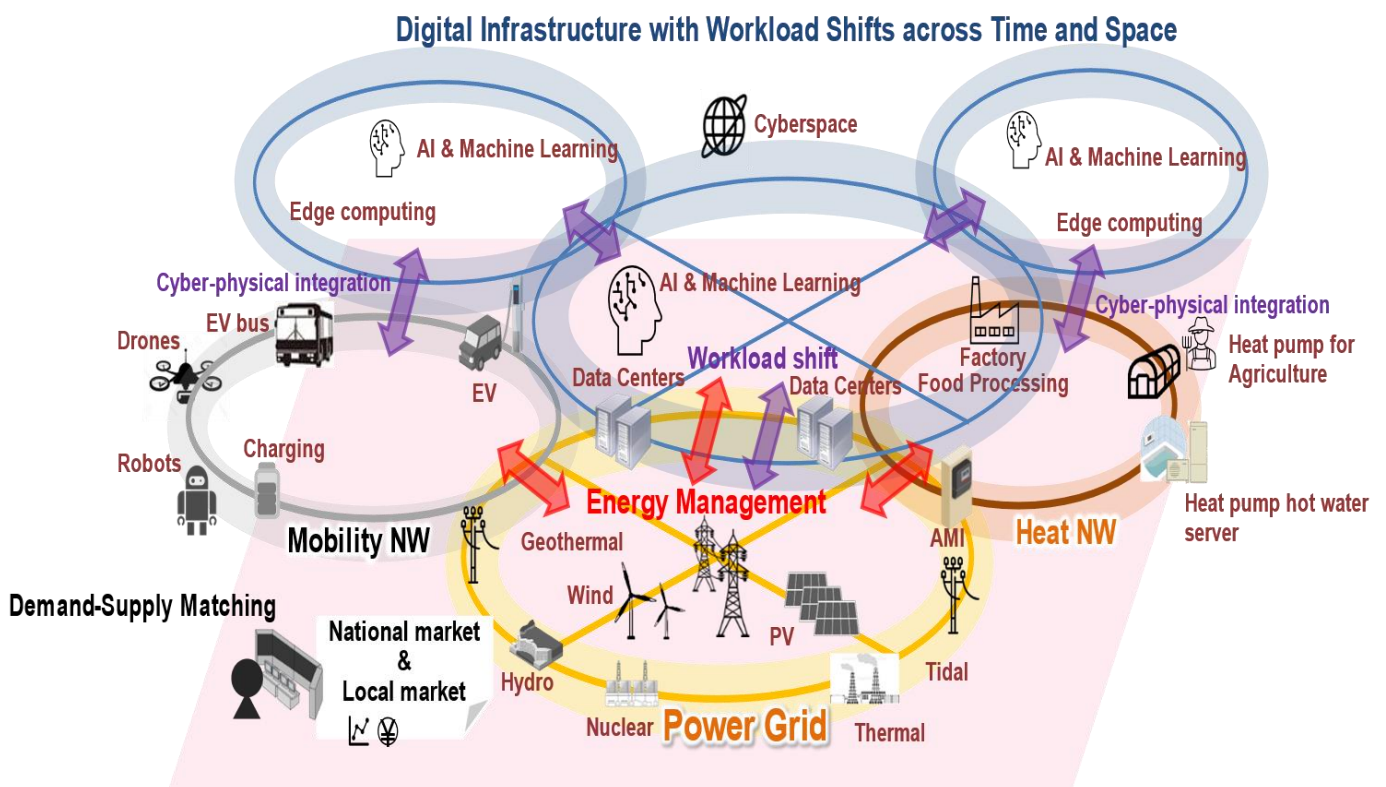 Digital Infrastructure with Workload Shifts across Time and Space
Cyberspace
AI & Machine Learning
AI & Machine Learning
Edge computing
Edge computing
Cyber-physical integration
AI & Machine Learning
Cyber-physical integration
EV bus
Drones
Factory
Food Processing
Heat pump for
Agriculture
Workload shift
Data Centers
Data Centers
EV
Charging
Robots
Energy Management
Heat pump hot water
server
Mobility NW
Geothermal
AMI
Heat NW
Wind
Demand-Supply Matching
National market
&
Local market
¥
PV
Hydro
Tidal
Nuclear
Power Grid
Thermal